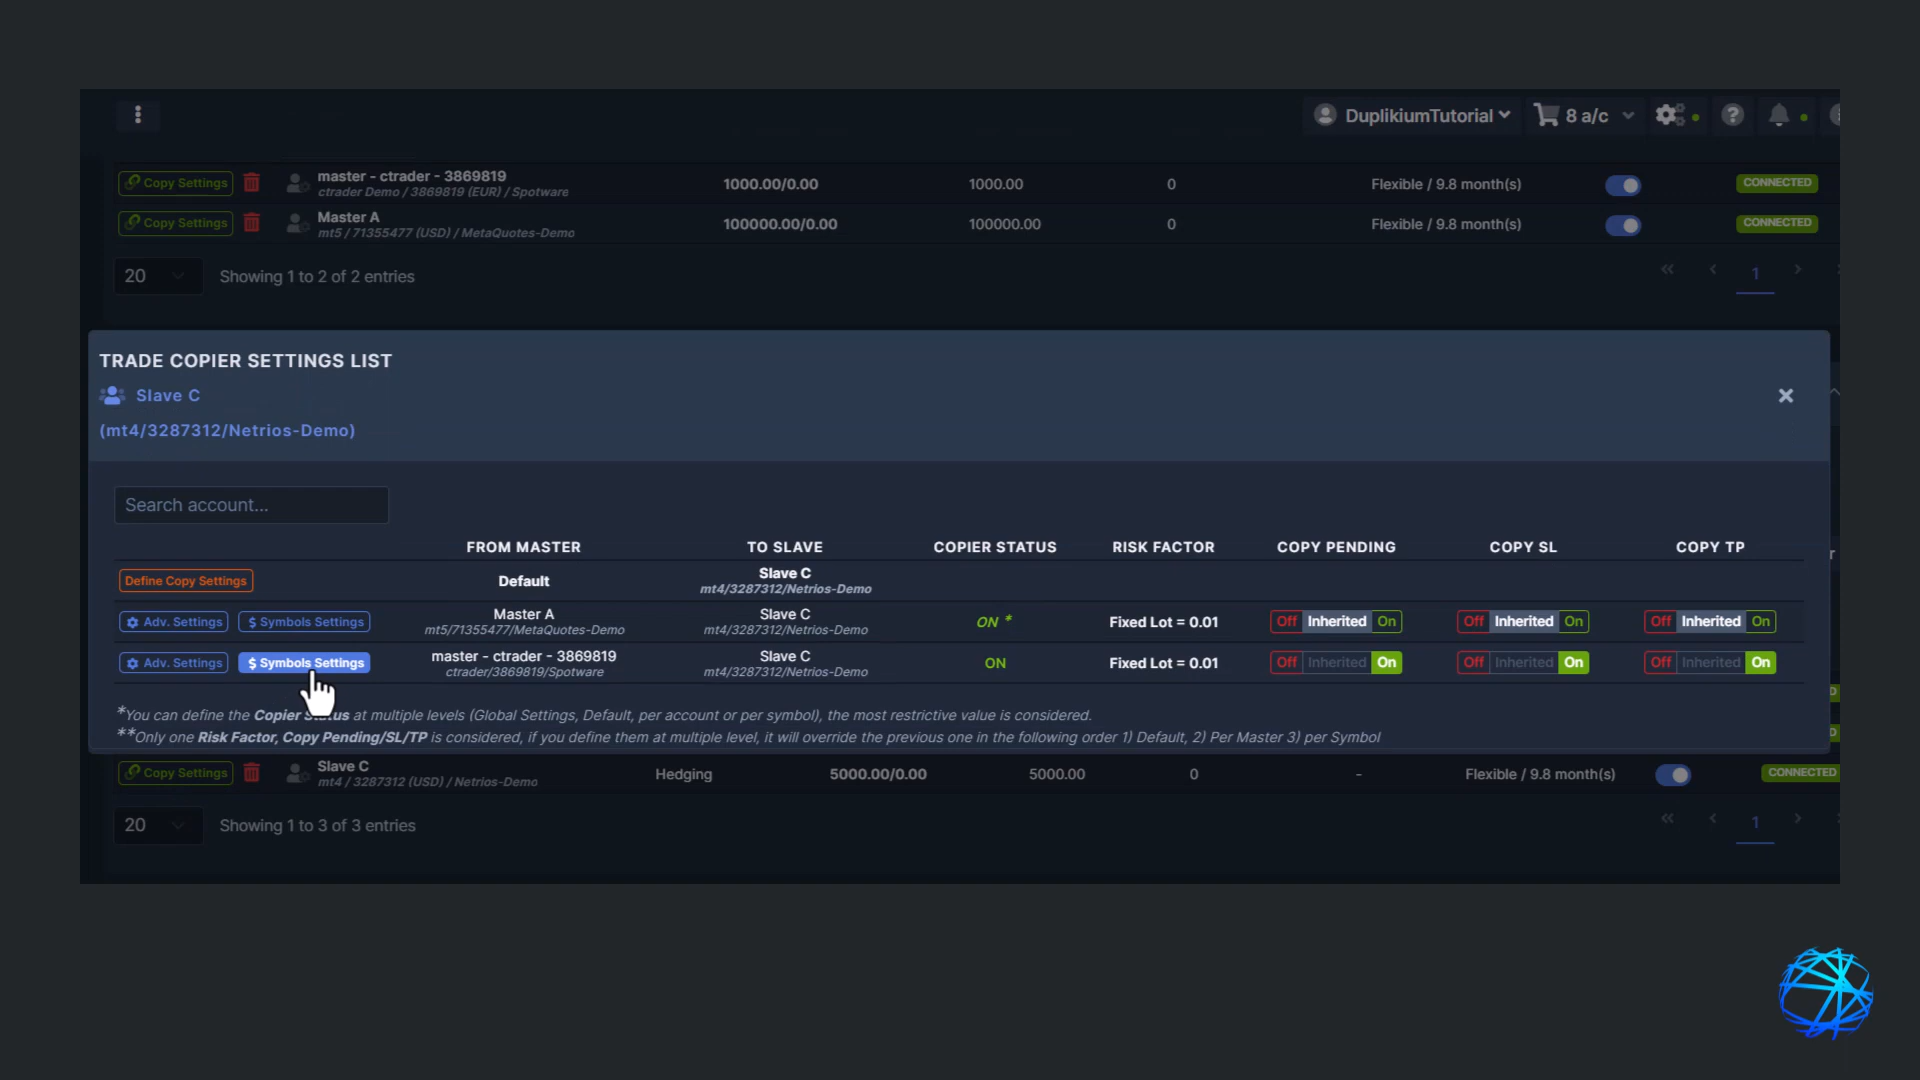 DuplikiumTutorial 8 a/c
Copy Settings master - ctrader - 3869819 1000.00/0.00 1000.00 0 Flexible / 9.8 month(s) CONNECTED
ctrader Demo / 3869819 (EUR) / Spotware
Copy Settings Master A 100000.00/0.00 100000.00 0 Flexible / 9.8 month(s) CONNECTED
mt5 / 71355477 (USD) / MetaQuotes-Demo
20 Showing 1 to 2 of 2 entries « ‹ 1 ›
TRADE COPIER SETTINGS LIST
Slave C
(mt4/3287312/Netrios-Demo)
Search account...
FROM MASTER TO SLAVE COPIER STATUS RISK FACTOR COPY PENDING COPY SL COPY TP
Define Copy Settings Default Slave C
mt4/3287312/Netrios-Demo
Adv. Settings $ Symbols Settings Master A Slave C ON * Fixed Lot = 0.01 Off Inherited On Off Inherited On Off Inherited On
mt5/71355477/MetaQuotes-Demo mt4/3287312/Netrios-Demo
Adv. Settings $ Symbols Settings master - ctrader - 3869819 Slave C ON Fixed Lot = 0.01 Off Inherited On Off Inherited On Off Inherited On
ctrader/3869819/Spotware mt4/3287312/Netrios-Demo
*You can define the Copier Status at multiple levels (Global Settings, Default, per account or per symbol), the most restrictive value is considered.
**Only one Risk Factor, Copy Pending/SL/TP is considered, if you define them at multiple level, it will override the previous one in the following order 1) Default, 2) Per Master 3) per Symbol
Copy Settings Slave C Hedging 5000.00/0.00 5000.00 0 - Flexible / 9.8 month(s) CONNECTED
mt4 / 3287312 (USD) / Netrios-Demo
20 Showing 1 to 3 of 3 entries « ‹ 1 ›